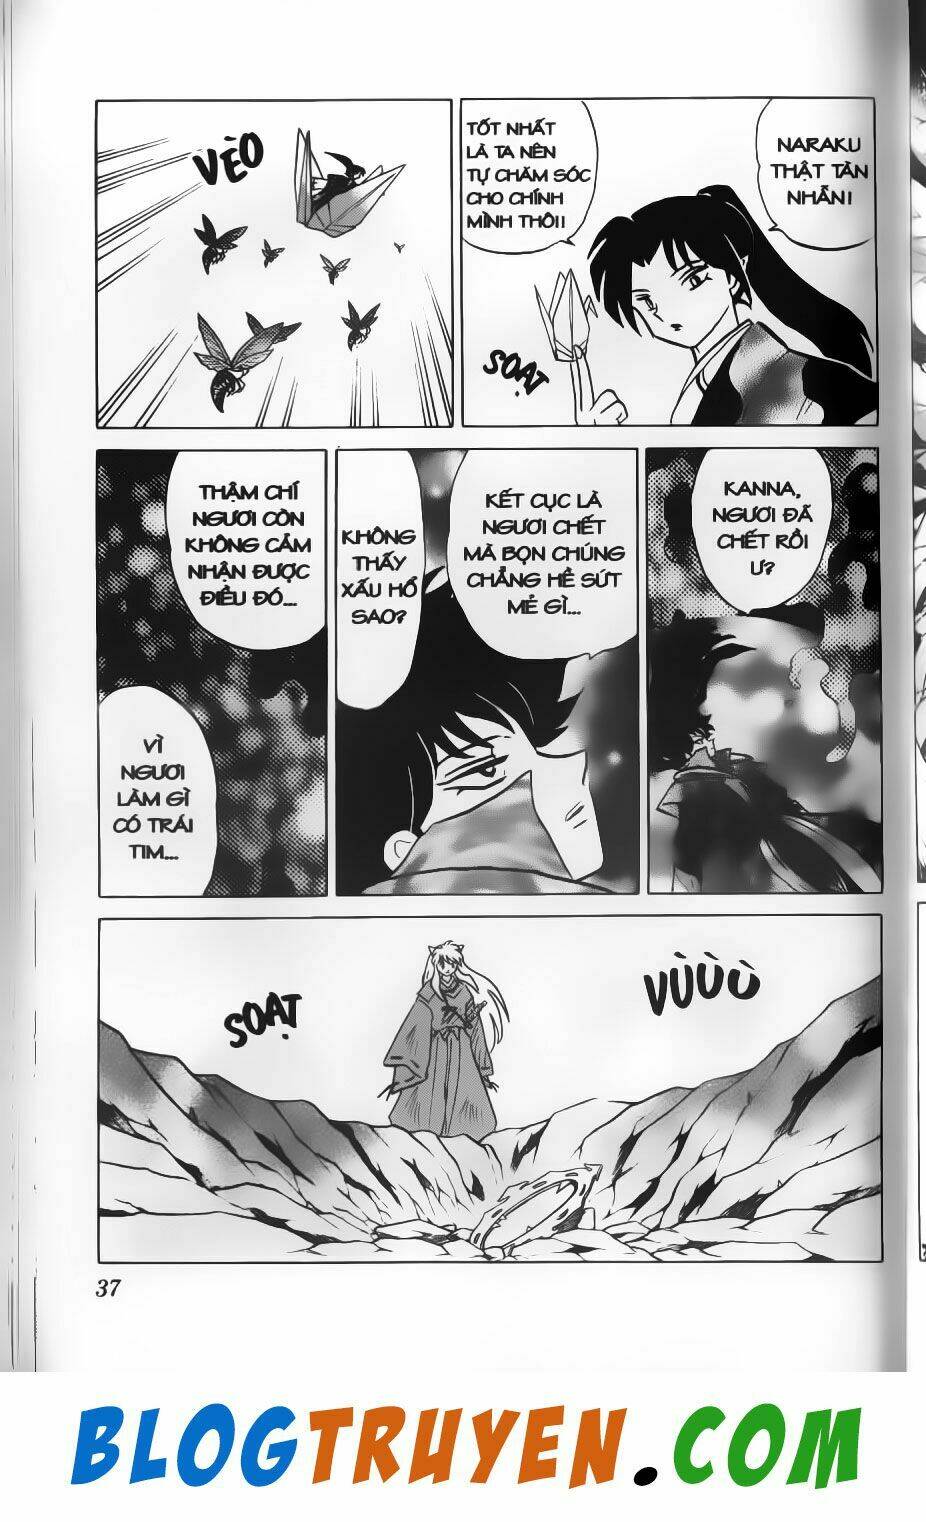 NARAKU
THẬT TÀN
NHẪN!
TỐT NHẤT
LÀ TA NÊN
TỰ CHĂM SÓC
CHO CHÍNH
MÌNH THÔI!
SOẠT
VÈO
KANNA,
NGƯƠI ĐÃ
CHẾT RỒI
Ư?
KẾT CỤC LÀ
NGƯƠI CHẾT
MÀ BỌN CHÚNG
CHẲNG HỀ SỨT
MẺ GÌ...
KHÔNG
THẤY
XẤU HỔ
SAO?
THẬM CHÍ
NGƯƠI CÒN
KHÔNG CẢM
NHẬN ĐƯỢC
ĐIỀU ĐÓ...
VÌ
NGƯƠI
LÀM GÌ
CÓ TRÁI
TIM...
VÙÙÙ
SOẠT
37
BLOGTRUYEN.COM